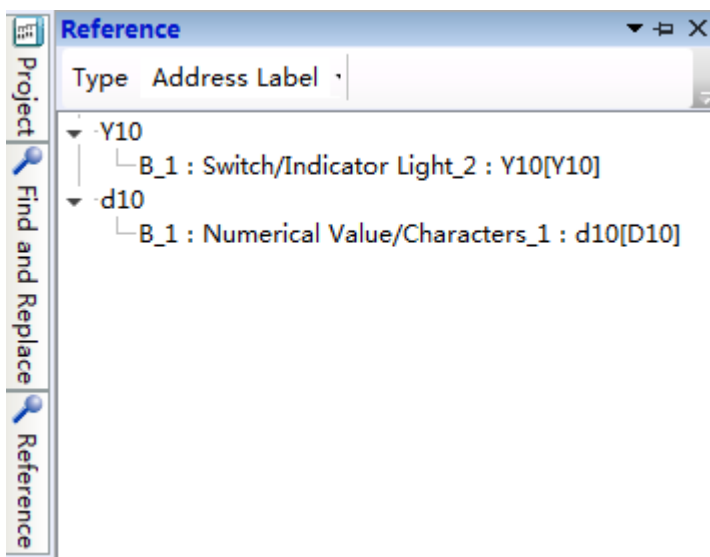 Reference
Type Address Label
Y10
B_1 : Switch/Indicator Light_2 : Y10[Y10]
d10
B_1 : Numerical Value/Characters_1 : d10[D10]
Project
Find and Replace
Reference